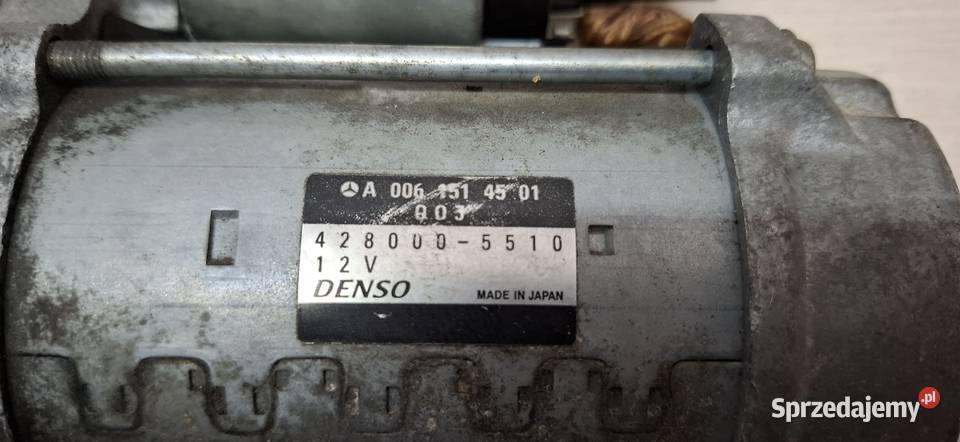 A 006 151 45 01
003
428000-5510
12V
DENSO
MADE IN JAPAN
Sprzedajemy.pl